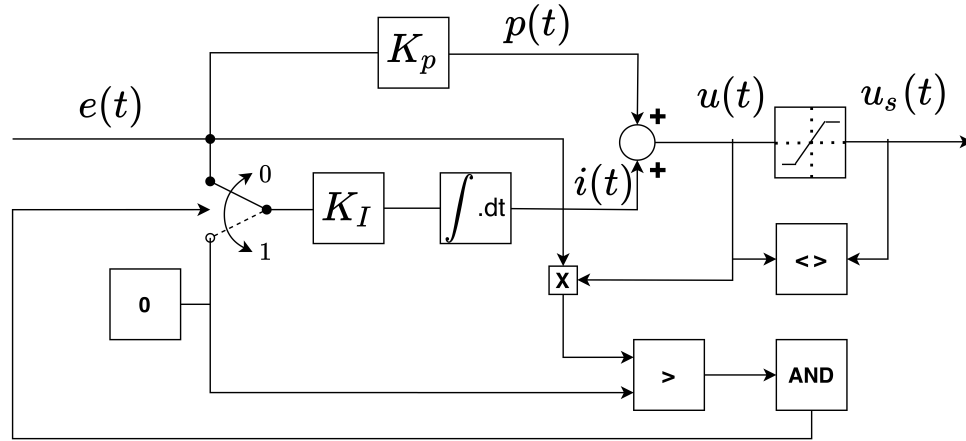 p(t)
K_p
e(t)
+
u(t)
u_s(t)
+
0
i(t)
K_I
∫.dt
1
<>
X
0
>
AND